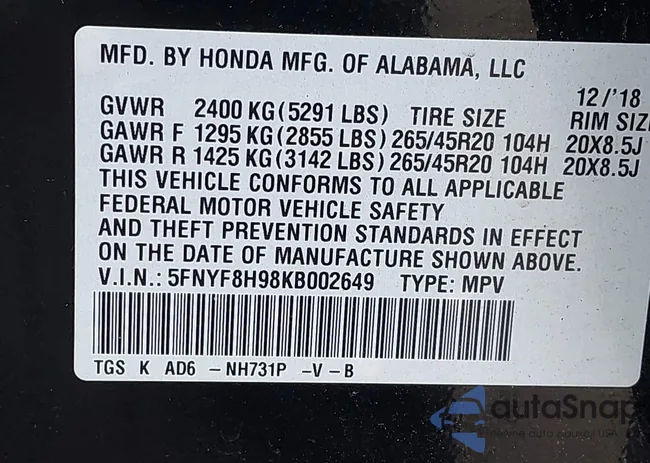 MFD. BY HONDA MFG. OF ALABAMA, LLC
12/'18
GVWR 2400 KG(5291 LBS) TIRE SIZE RIM SIZE
GAWR F 1295 KG(2855 LBS)265/45R20 104H 20X8.5J
GAWR R 1425 KG(3142 LBS)265/45R20 104H 20X8.5J
THIS VEHICLE CONFORMS TO ALL APPLICABLE
FEDERAL MOTOR VEHICLE SAFETY
AND THEFT PREVENTION STANDARDS IN EFFECT
ON THE DATE OF MANUFACTURE SHOWN ABOVE.
V.I.N.: 5FNYF8H98KB002649 TYPE: MPV
TGS K AD6 -NH731P -V-B
autaSnap